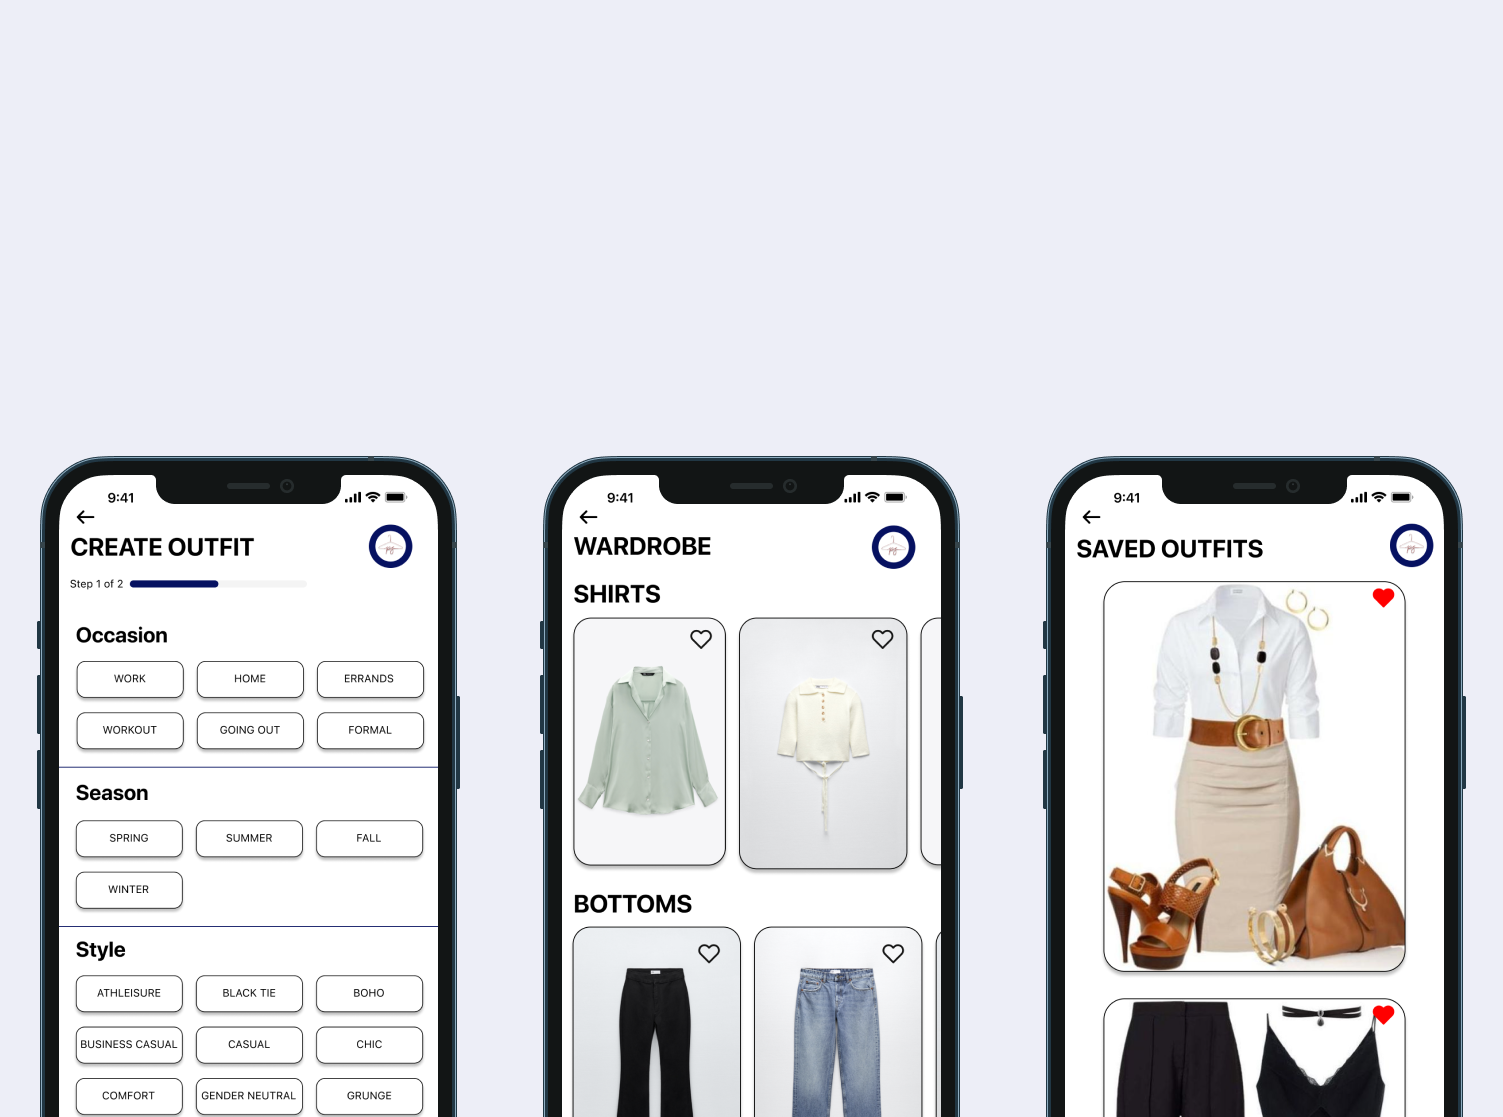 9:41
CREATE OUTFIT
Step 1 of 2
Occasion
WORK HOME ERRANDS
WORKOUT GOING OUT FORMAL
Season
SPRING SUMMER FALL
WINTER
Style
ATHLEISURE BLACK TIE BOHO
BUSINESS CASUAL CASUAL CHIC
COMFORT GENDER NEUTRAL GRUNGE
9:41
WARDROBE
SHIRTS
BOTTOMS
9:41
SAVED OUTFITS